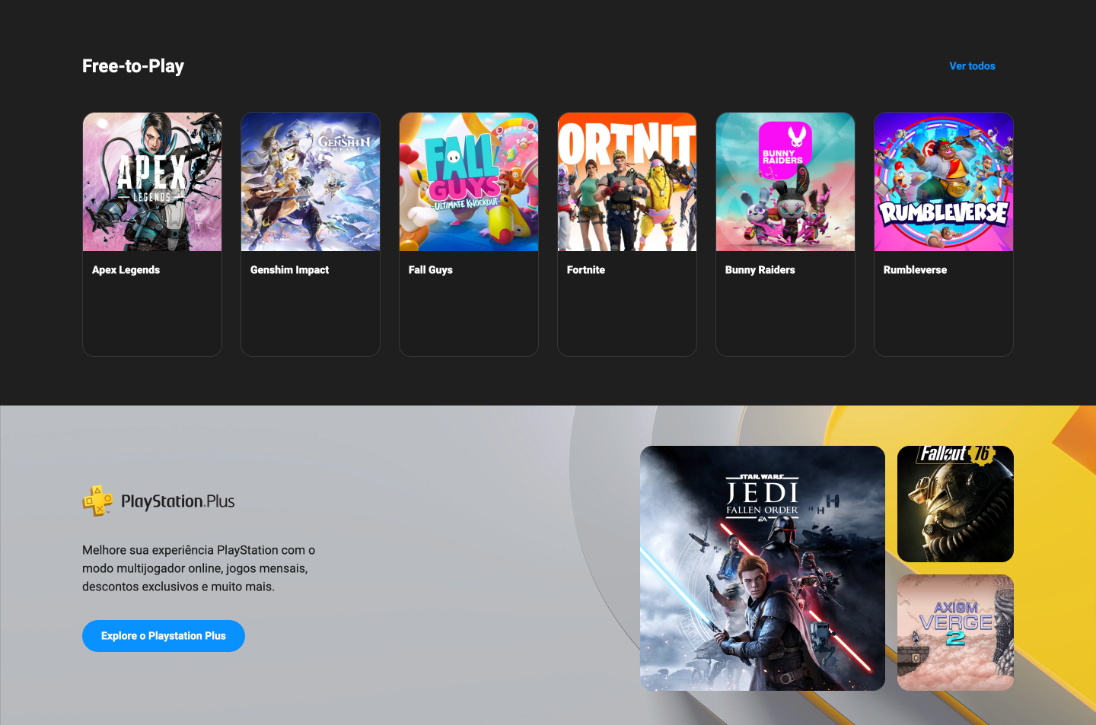 Free-to-Play
Ver todos
APEX
LEGENDS
GENSHIN
FALL
GUYS
ULTIMATE KNOCKOUT
ORTNIT
BUNNY
RAIDERS
RUMBLEVERSE
Apex Legends
Genshim Impact
Fall Guys
Fortnite
Bunny Raiders
Rumbleverse
PlayStation.Plus
Melhore sua experiência PlayStation com o
modo multijogador online, jogos mensais,
descontos exclusivos e muito mais.
Explore o Playstation Plus
STAR WARS
JEDI
FALLEN ORDER
EA
Fallout 76
AXIOM
VERGE
2